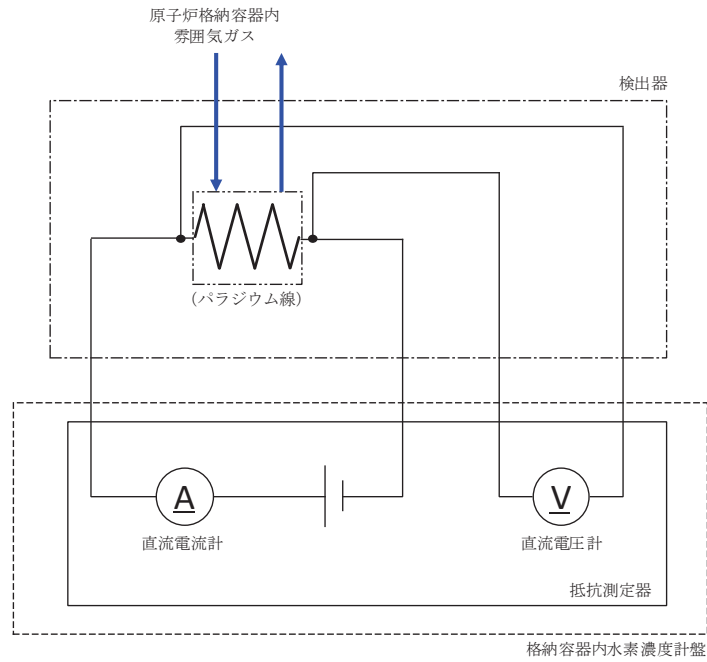 原子炉格納容器内
雰囲気ガス
検出器
（パラジウム線）
A
V
直流電流計
直流電圧計
抵抗測定器
格納容器内水素濃度計盤